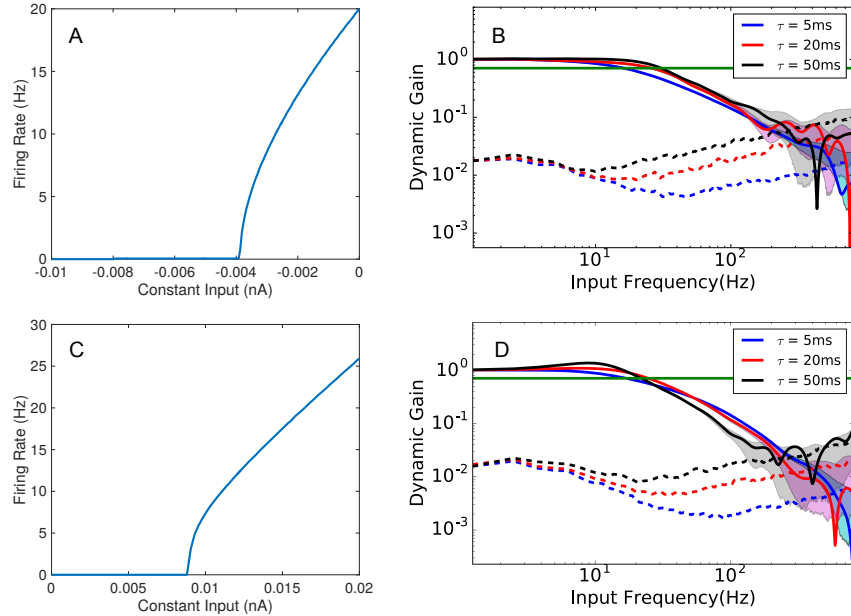 A
Firing Rate (Hz)
20
15
10
5
0
-0.01
-0.008
-0.006
-0.004
-0.002
0
Constant Input (nA)
B
Dynamic Gain
10^0
10^-1
10^-2
10^-3
10^1
10^2
Input Frequency(Hz)
τ = 5ms
τ = 20ms
τ = 50ms
C
Firing Rate (Hz)
30
25
20
15
10
5
0
0
0.005
0.01
0.015
0.02
Constant Input (nA)
D
Dynamic Gain
10^0
10^-1
10^-2
10^-3
10^1
10^2
Input Frequency(Hz)
τ = 5ms
τ = 20ms
τ = 50ms